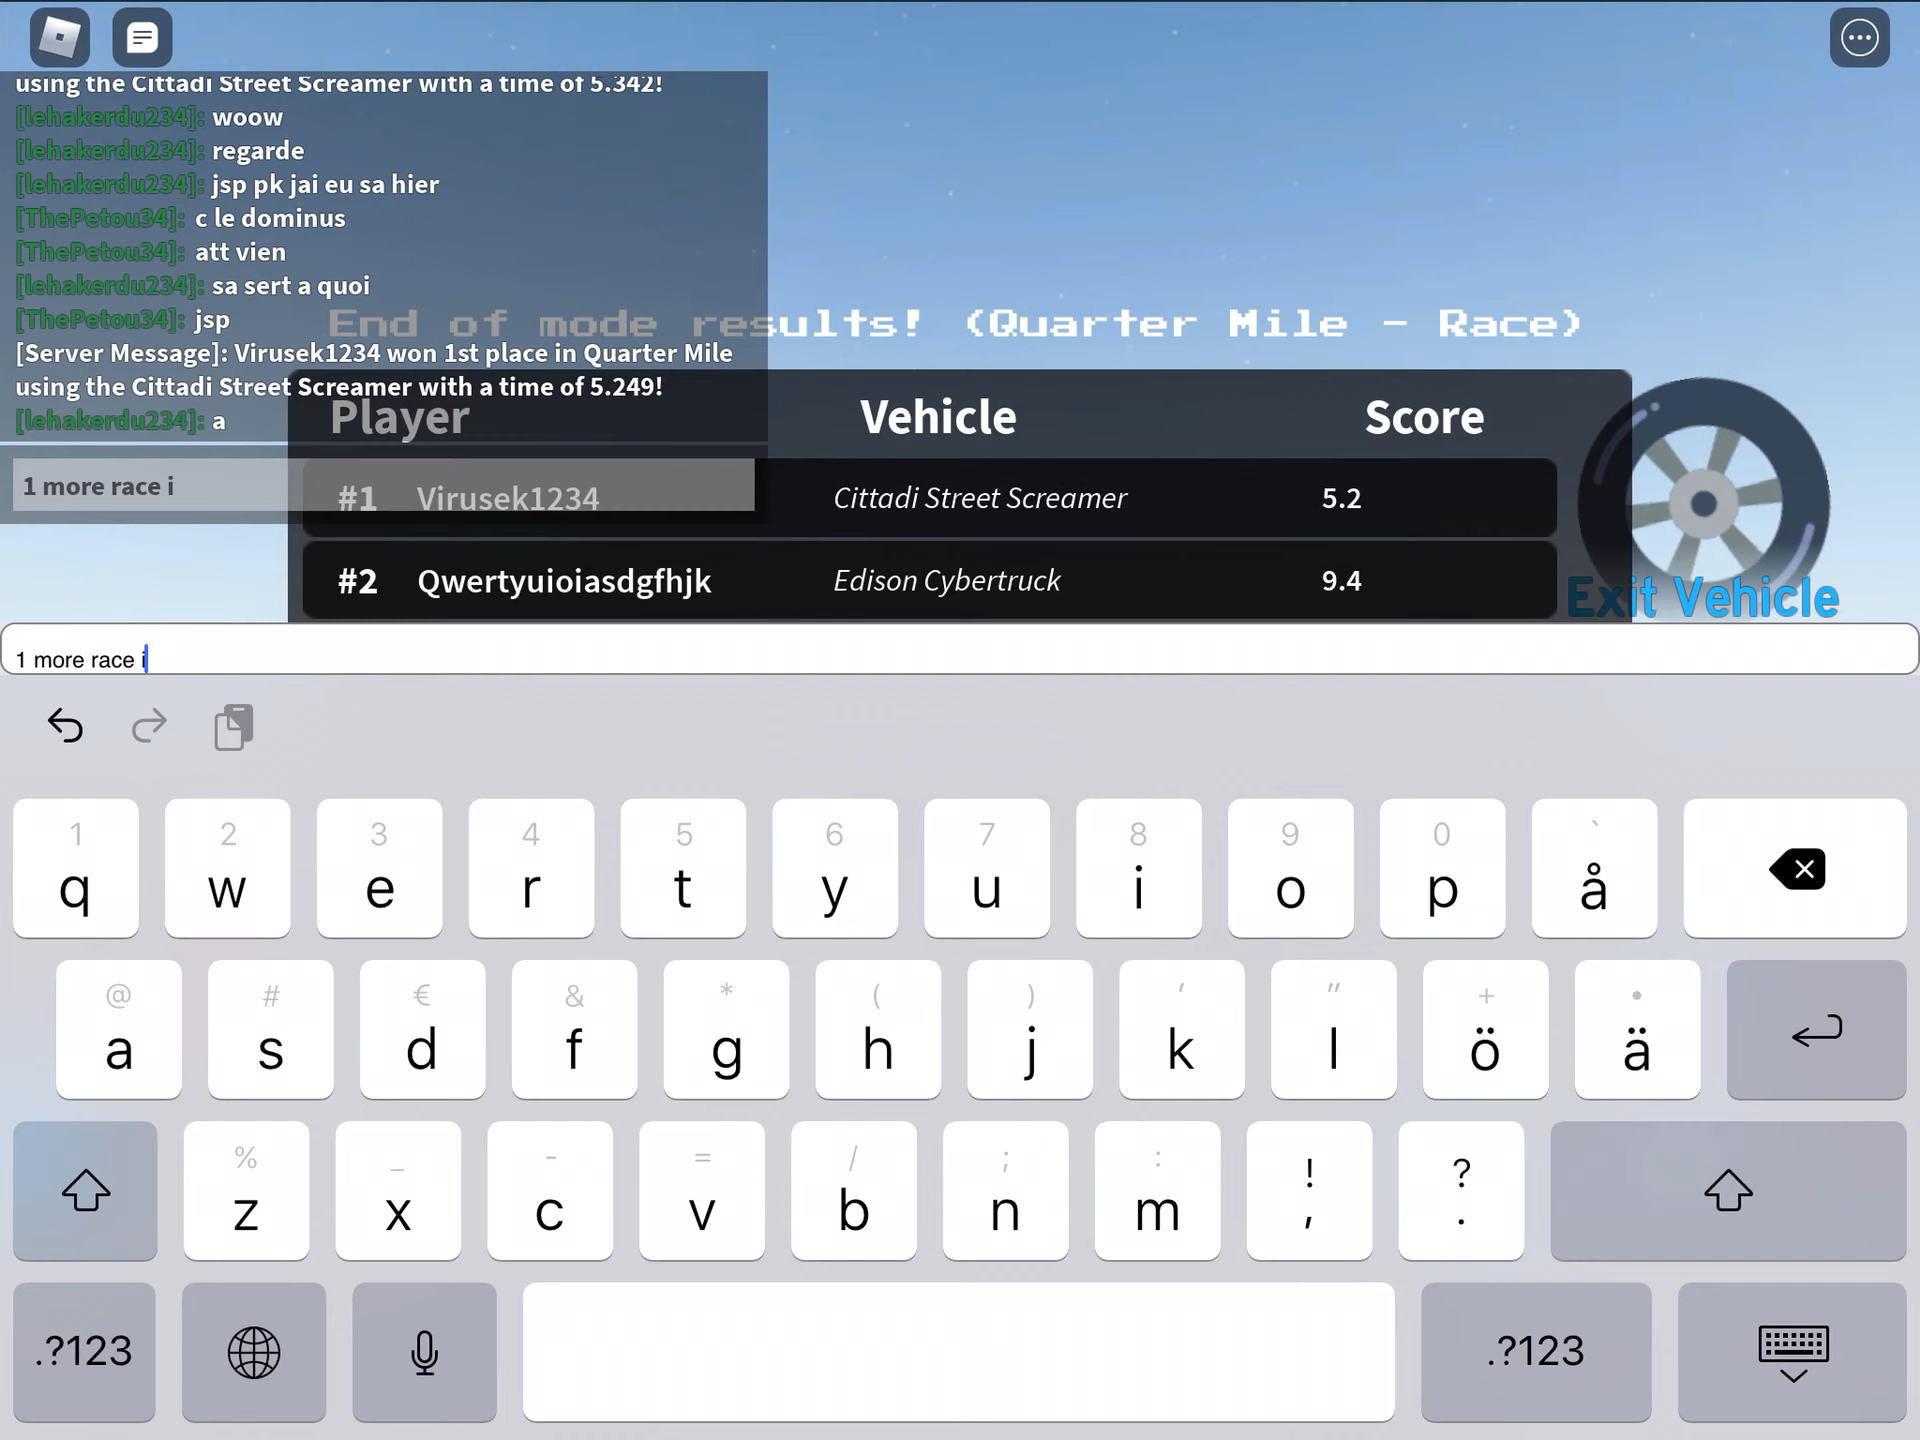 using the Cittadi Street Screamer with a time of 5.342!
[lehakerdu234]: woow
[lehakerdu234]: regarde
[lehakerdu234]: jsp pk jai eu sa hier
[ThePetou34]: c le dominus
[ThePetou34]: att vien
[lehakerdu234]: sa sert a quoi
[ThePetou34]: jsp
End of mode results! (Quarter Mile - Race)
[Server Message]: Virusek1234 won 1st place in Quarter Mile
using the Cittadi Street Screamer with a time of 5.249!
[lehakerdu234]: a
Player Vehicle Score
1 more race i
#1 Virusek1234 Cittadi Street Screamer 5.2
#2 Qwertyuioiasdgfhjk Edison Cybertruck 9.4
Exit Vehicle
1 more race i
1 2 3 4 5 6 7 8 9 0 `
q w e r t y u i o p å
@ # € & * ( ) ' " + •
a s d f g h j k l ö ä
% _ - = / ; : ! ?
z x c v b n m , .
.?123 .?123